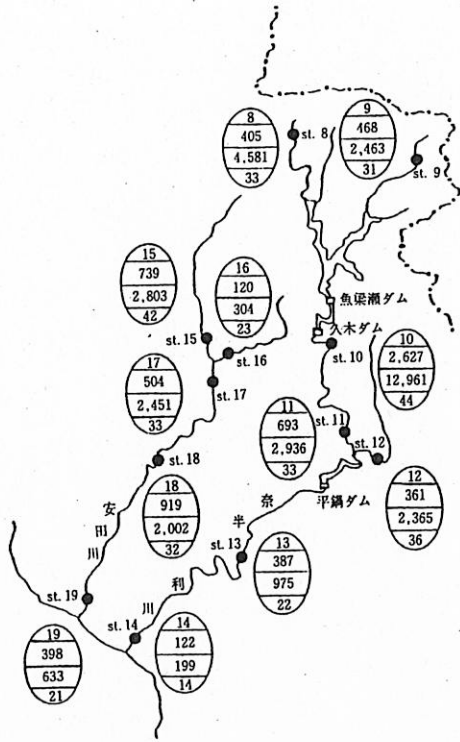 8
405
4,581
33
st. 8
9
468
2,463
31
st. 9
15
739
2,803
42
16
120
304
23
魚梁瀬ダム
久木ダム
st. 10
10
2,627
12,961
44
st. 15
st. 16
st. 17
17
504
2,451
33
11
693
2,936
33
st. 11
st. 12
12
361
2,365
36
平鍋ダム
st. 18
18
919
2,002
32
安田川
奈半利川
st. 13
13
387
975
22
st. 19
19
398
633
21
st. 14
14
122
199
14